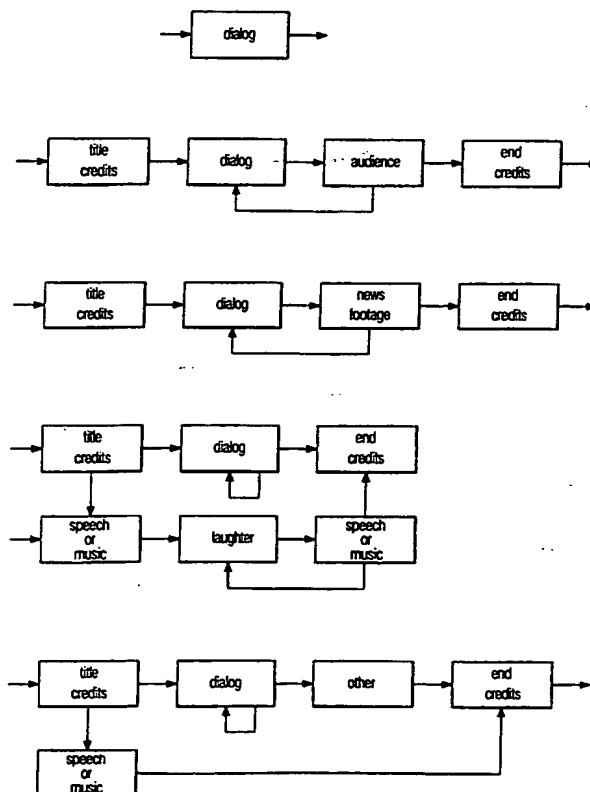 dialog
title
credits
dialog
audience
end
credits
title
credits
dialog
news
footage
end
credits
title
credits
dialog
end
credits
speech
or
music
laughter
speech
or
music
title
credits
dialog
other
end
credits
speech
or
music